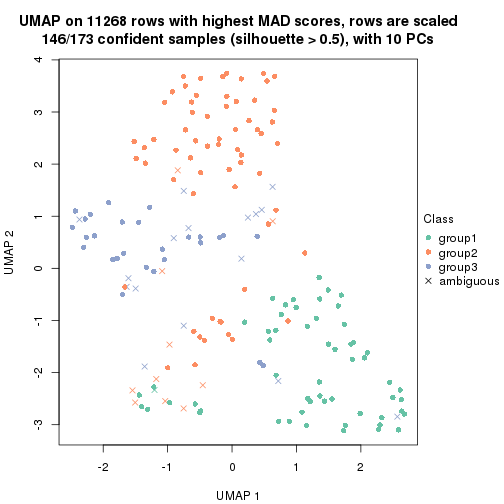 UMAP on 11268 rows with highest MAD scores, rows are scaled
146/173 confident samples (silhouette > 0.5), with 10 PCs
4
3
2
1
0
-1
-2
-3
UMAP 2
-2
-1
0
1
2
UMAP 1
Class
group1
group2
group3
ambiguous